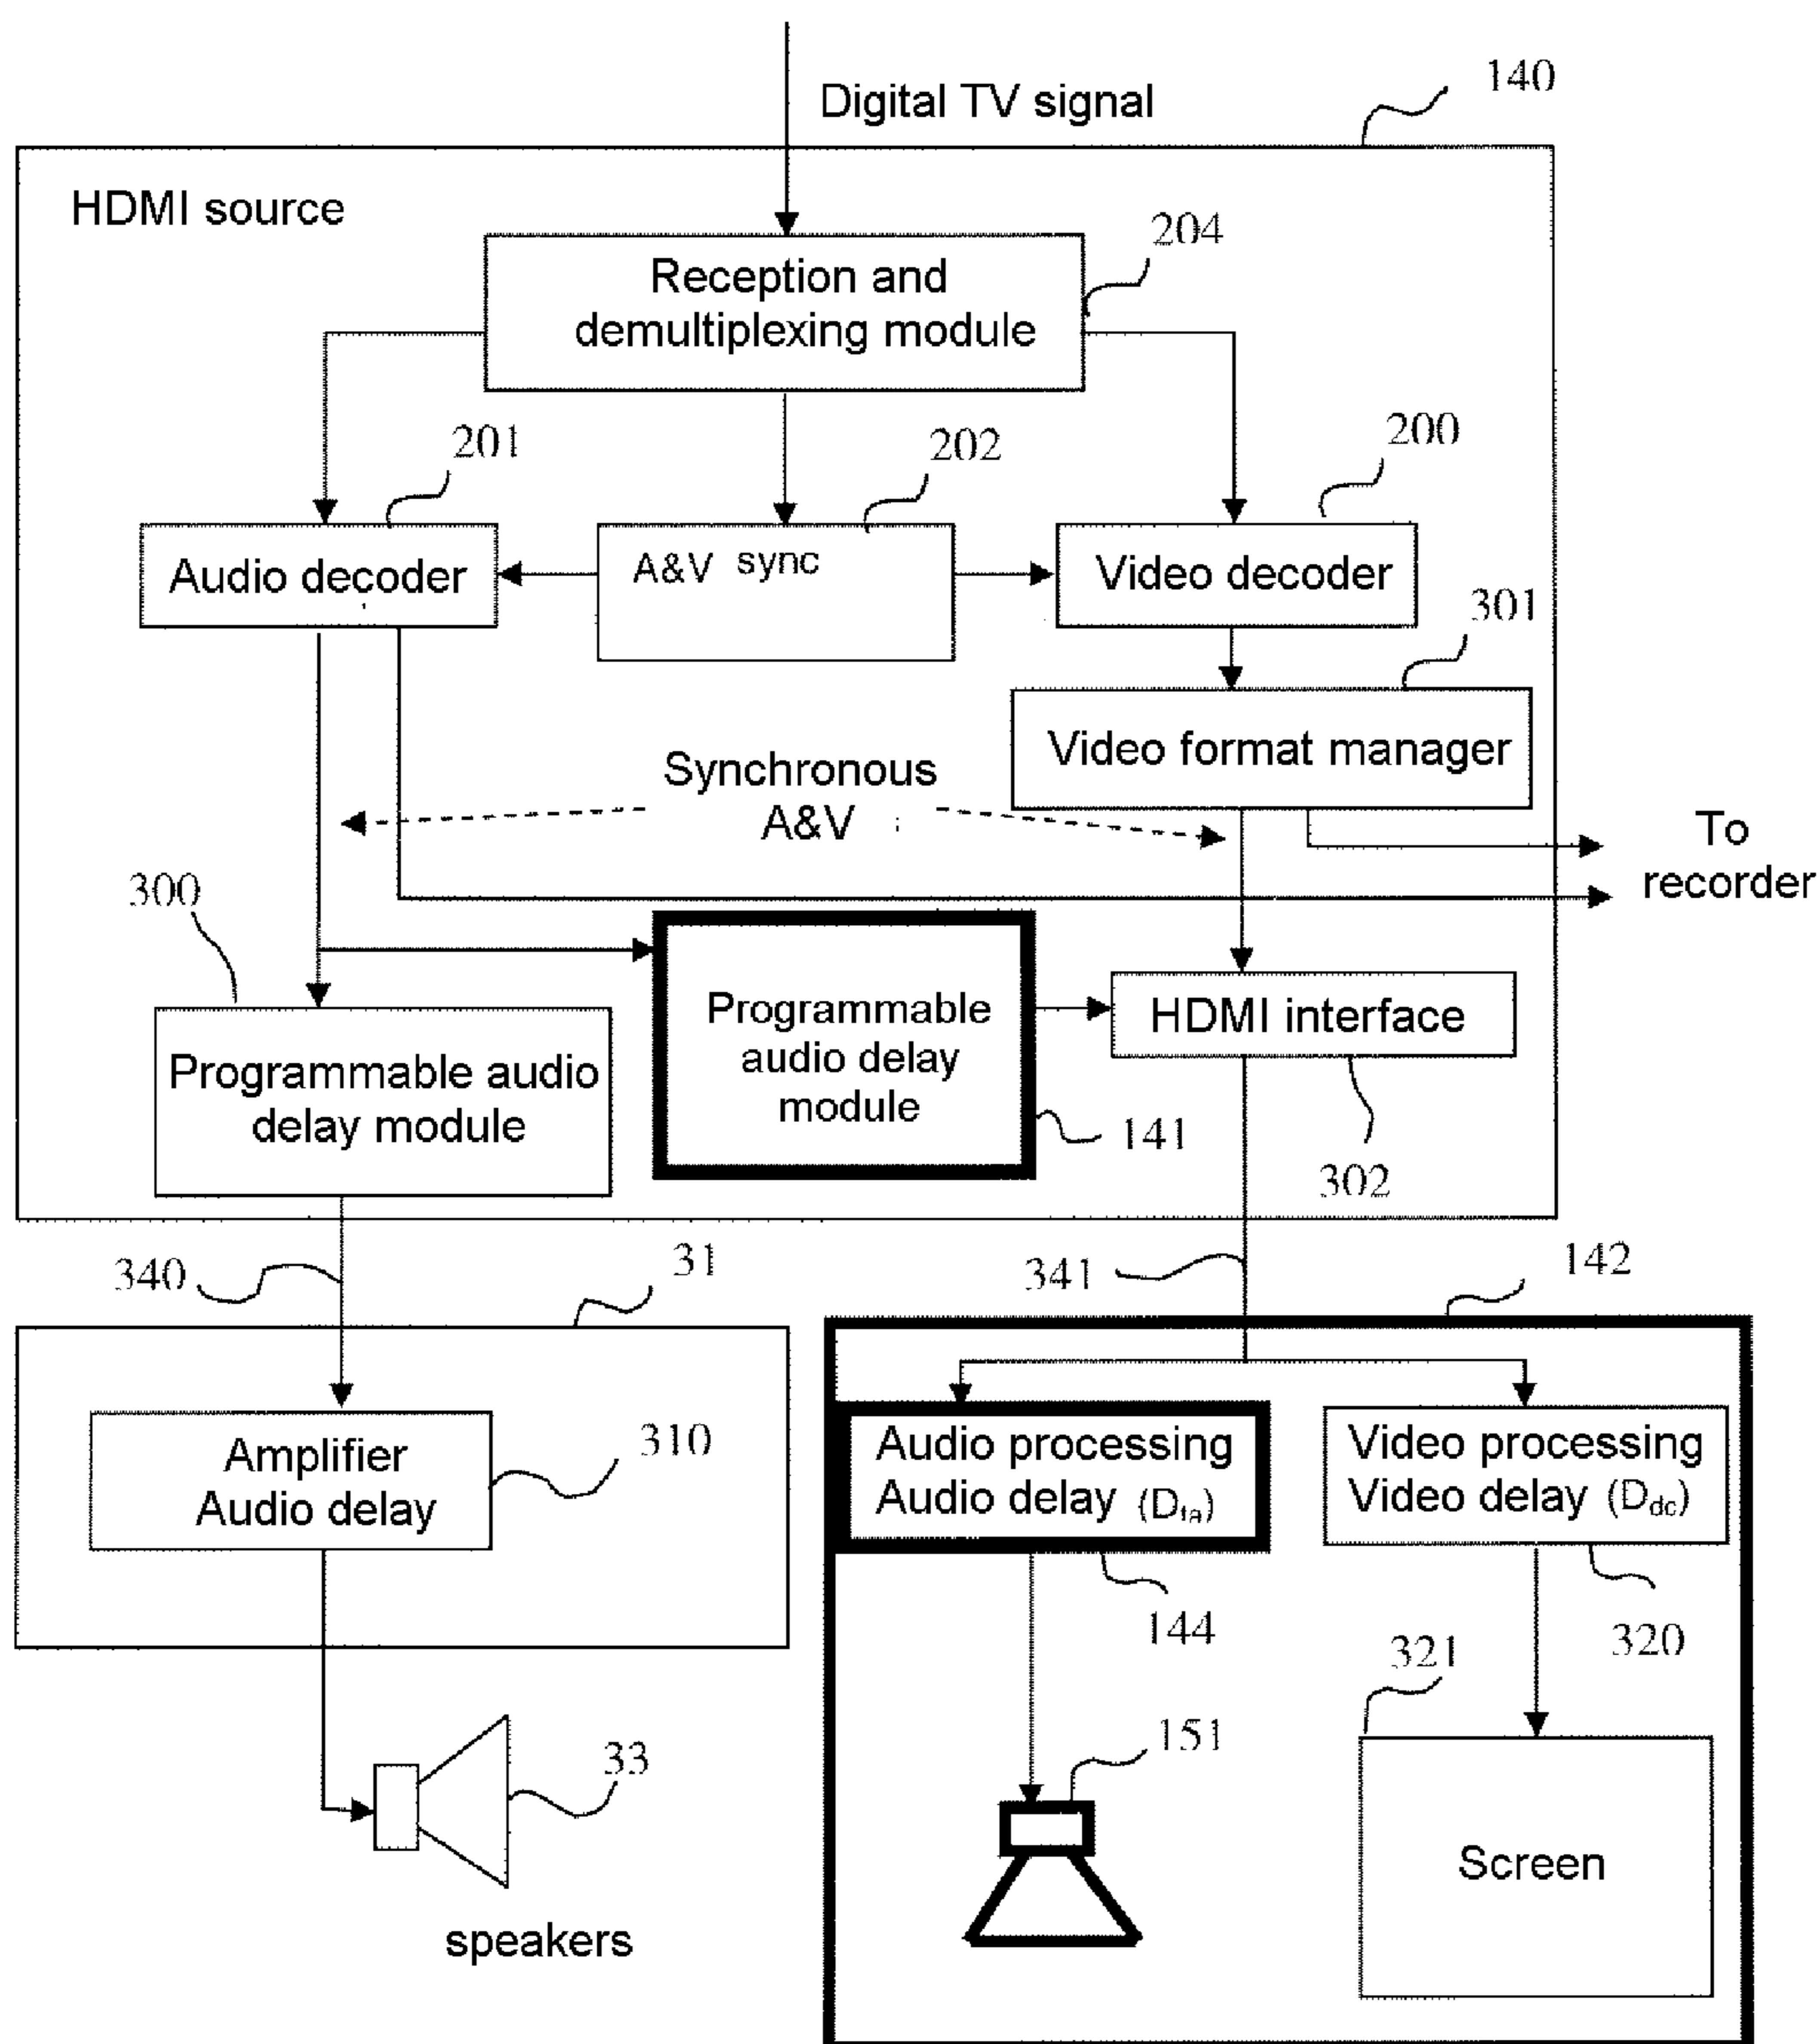 Digital TV signal
140
HDMI source
204
Reception and
demultiplexing module
201
202
200
Audio decoder
A&V sync
Video decoder
301
Video format manager
Synchronous
A&V
To
recorder
300
Programmable audio
delay module
Programmable
audio delay
module
141
HDMI interface
302
340
31
341
142
Amplifier
Audio delay
310
Audio processing
Audio delay (Dta)
Video processing
Video delay (Ddc)
144
320
321
33
151
Screen
speakers